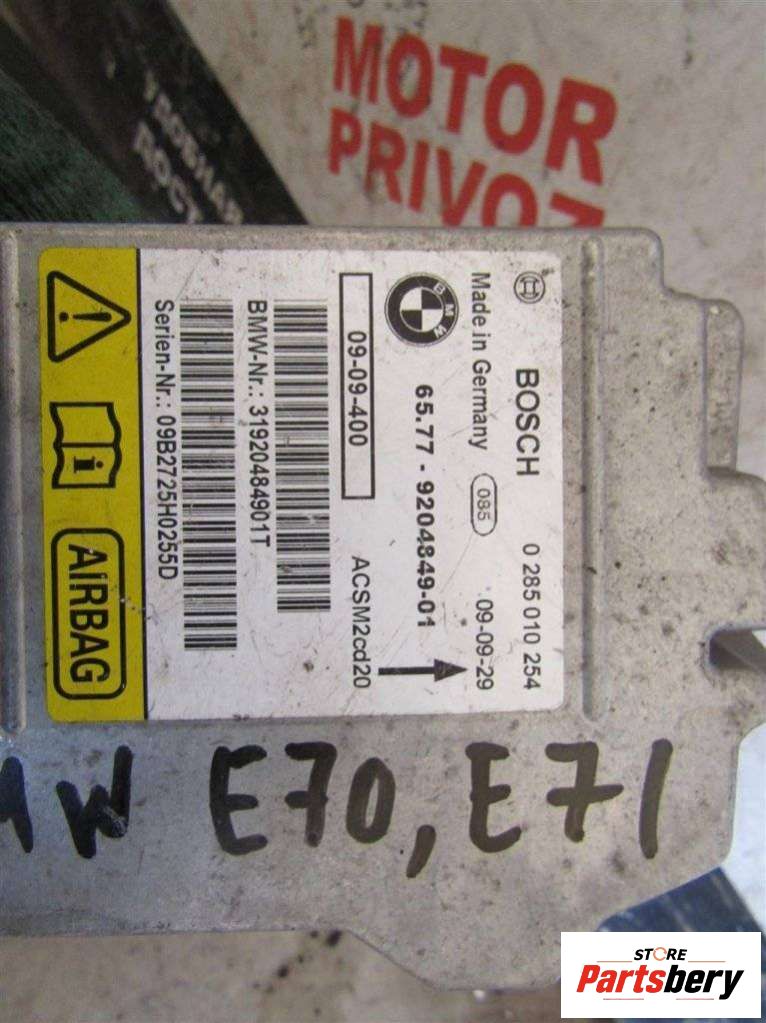 MOTOR
PRIVOZ
BOSCH 0 285 010 254
Made in Germany 085 09-09-29
BMW
65.77 - 9204849-01
09-09-400 ACSM2cd20
BMW-Nr.: 31920484901T
Serien-Nr.: 09B2725H0255D
AIRBAG
E70, E71
STORE
Partsbery